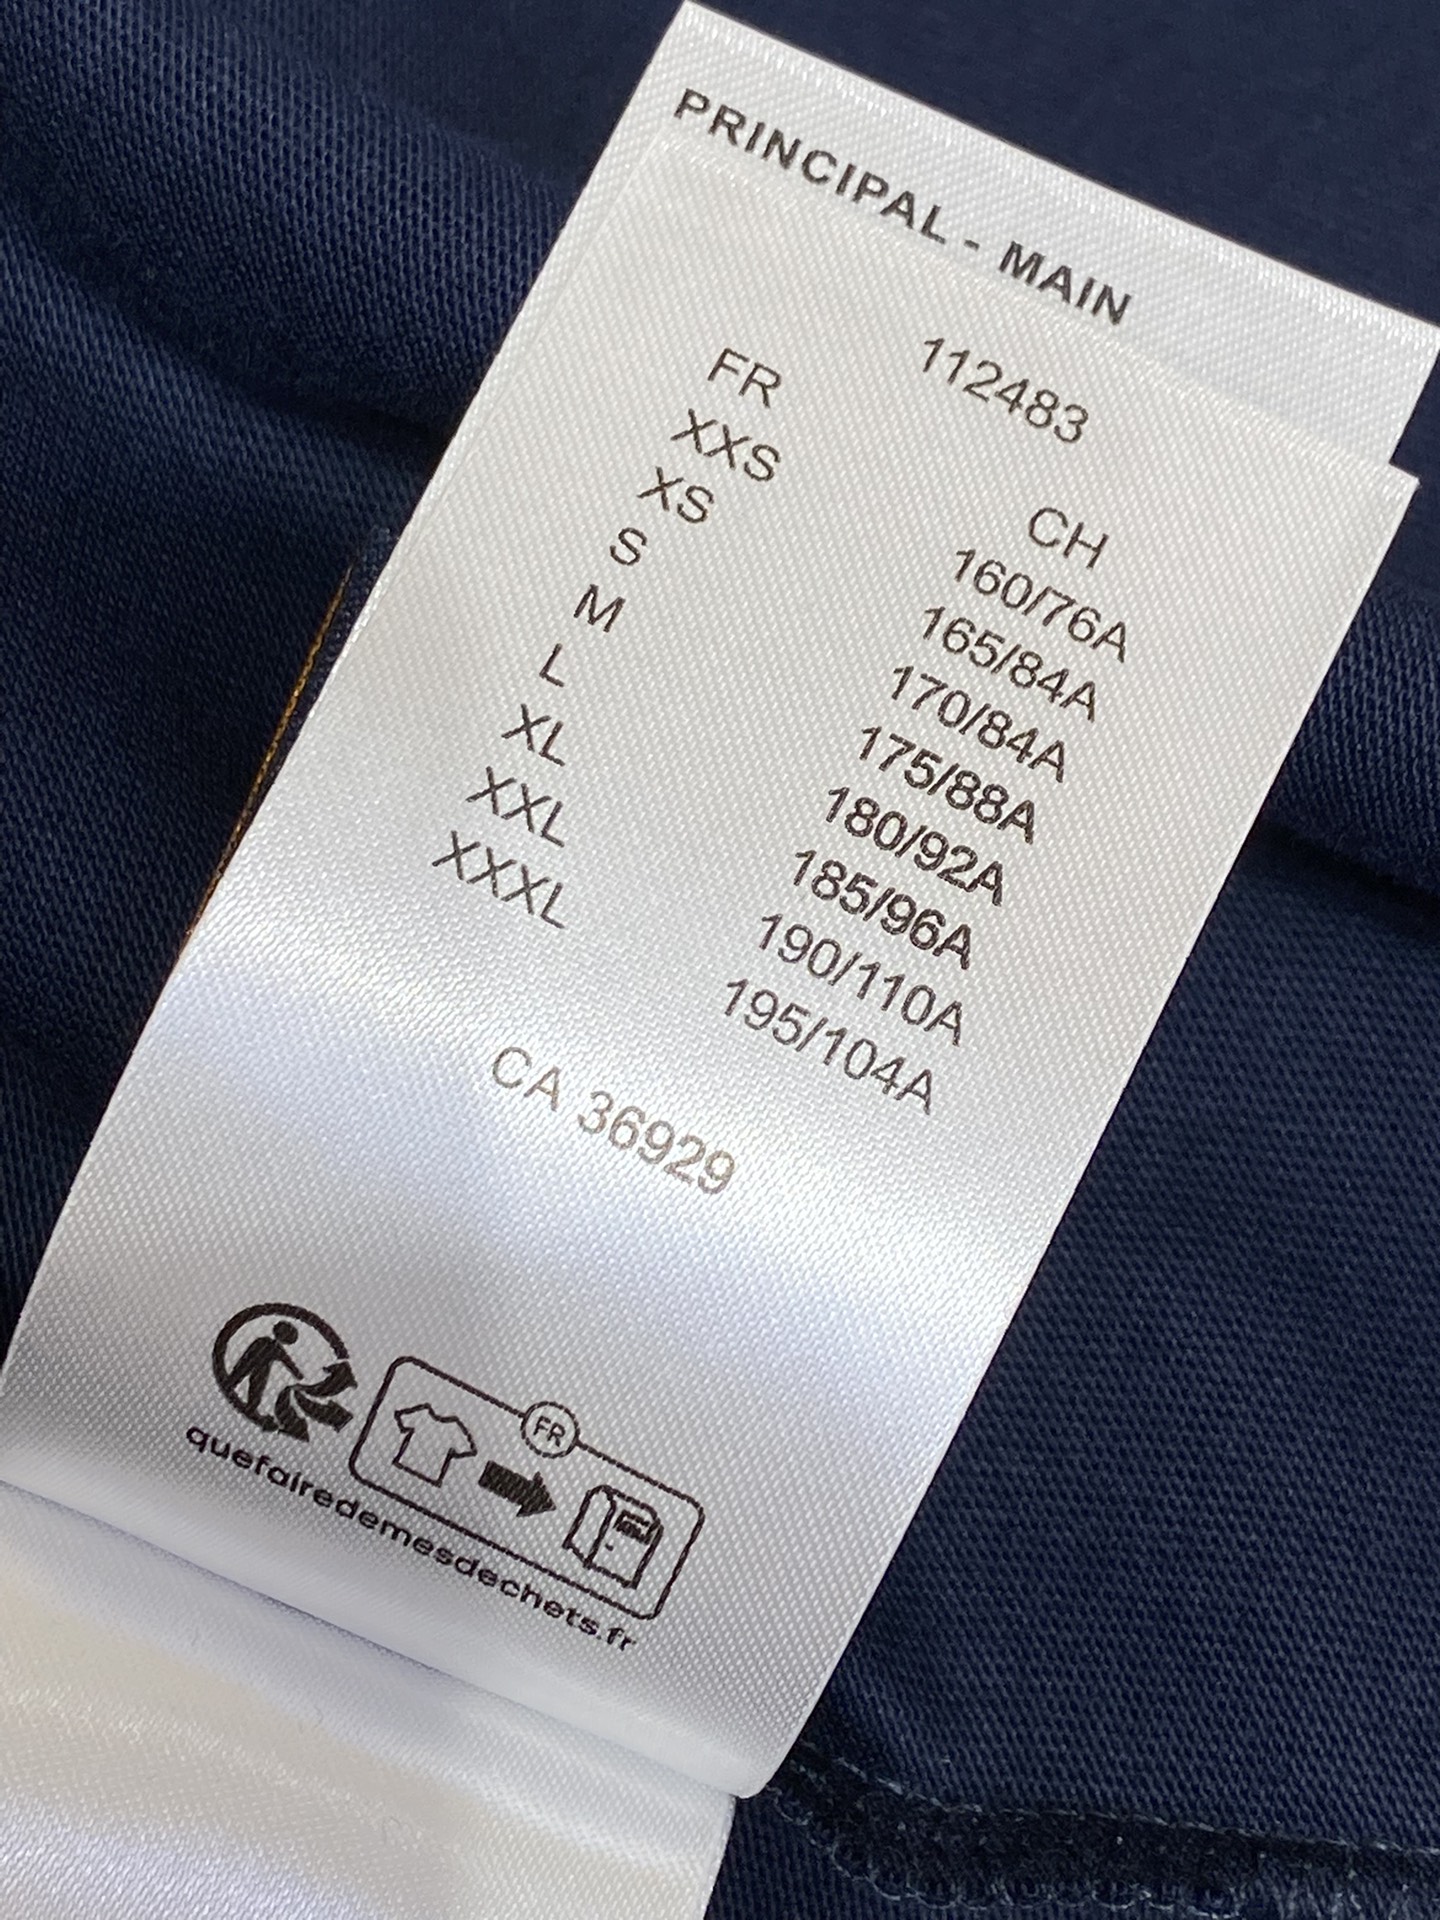 PRINCIPAL - MAIN
112483
FR CH
XXS 160/76A
XS 165/84A
S 170/84A
M 175/88A
L 180/92A
XL 185/96A
XXL 190/110A
XXXL 195/104A
CA 36929
FR
quefairedemesdechets.fr